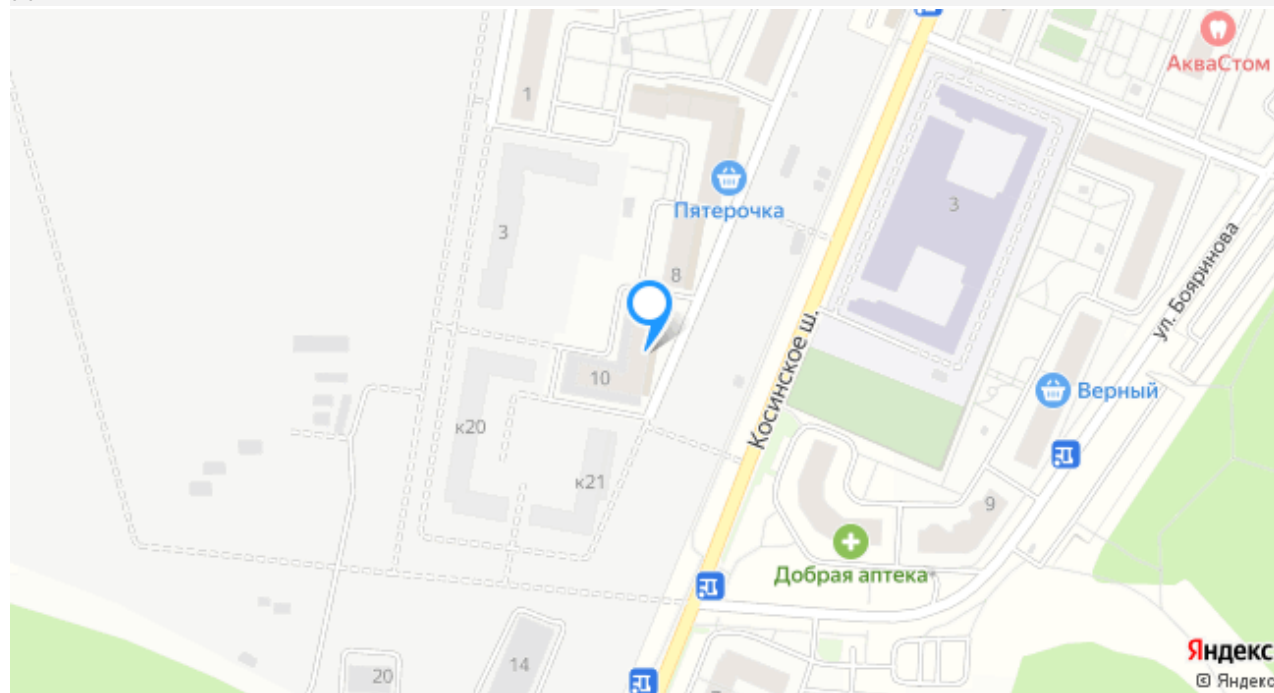 АкваСтом
1
3
Пятерочка
3
8
ул. Бояринова
Косинское ш.
10
Верный
к20
к21
9
Добрая аптека
14
20
Яндекс
© Яндекс